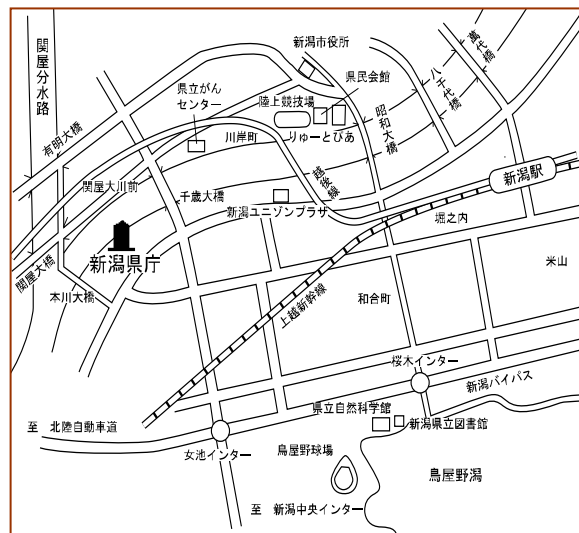 関屋分水路
新潟市役所
萬代橋
八千代橋
県立がん
センター
陸上競技場
県民会館
昭和大橋
有明大橋
川岸町
りゅーとぴあ
越後線
関屋大川前
千歳大橋
新潟駅
新潟ユニゾンプラザ
堀之内
新潟県庁
関屋大橋
米山
本川大橋
上越新幹線
和合町
桜木インター
新潟バイパス
県立自然科学館
新潟県立図書館
至 北陸自動車道
女池インター
鳥屋野球場
鳥屋野潟
至 新潟中央インター